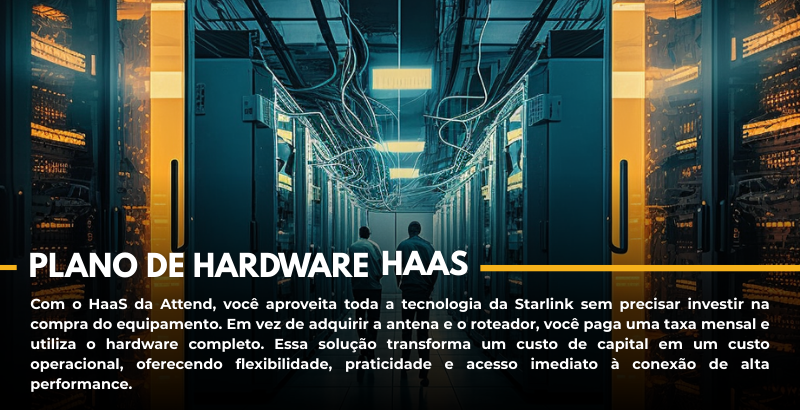 PLANO DE HARDWARE HAAS
Com o HaaS da Attend, você aproveita toda a tecnologia da Starlink sem precisar investir na
compra do equipamento. Em vez de adquirir a antena e o roteador, você paga uma taxa mensal e
utiliza o hardware completo. Essa solução transforma um custo de capital em um custo
operacional, oferecendo flexibilidade, praticidade e acesso imediato à conexão de alta
performance.